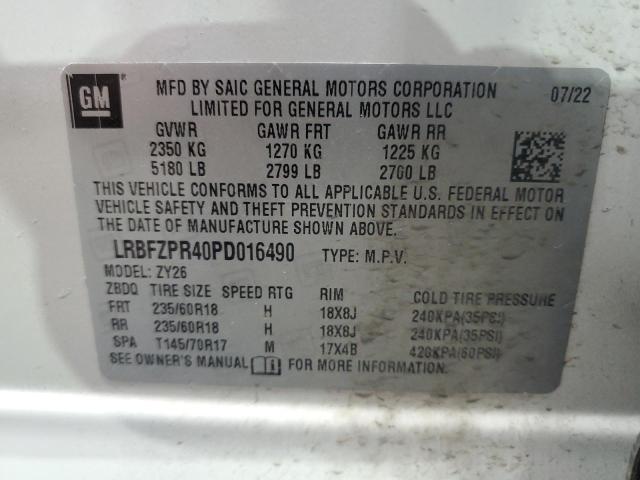 GM
MFD BY SAIC GENERAL MOTORS CORPORATION 07/22
LIMITED FOR GENERAL MOTORS LLC
GVWR GAWR FRT GAWR RR
2350 KG 1270 KG 1225 KG
5180 LB 2799 LB 2700 LB
THIS VEHICLE CONFORMS TO ALL APPLICABLE U.S. FEDERAL MOTOR
VEHICLE SAFETY AND THEFT PREVENTION STANDARDS IN EFFECT ON
THE DATE OF MANUFACTURE SHOWN ABOVE.
LRBFZPR40PD016490 TYPE: M.P.V.
MODEL: ZY26
ZBDQ TIRE SIZE SPEED RTG RIM COLD TIRE PRESSURE
FRT 235/60R18 H 18X8J 240KPA(35PSI)
RR 235/60R18 H 18X8J 240KPA(35PSI)
SPA T145/70R17 M 17X4B 420KPA(60PSI)
SEE OWNER'S MANUAL FOR MORE INFORMATION.